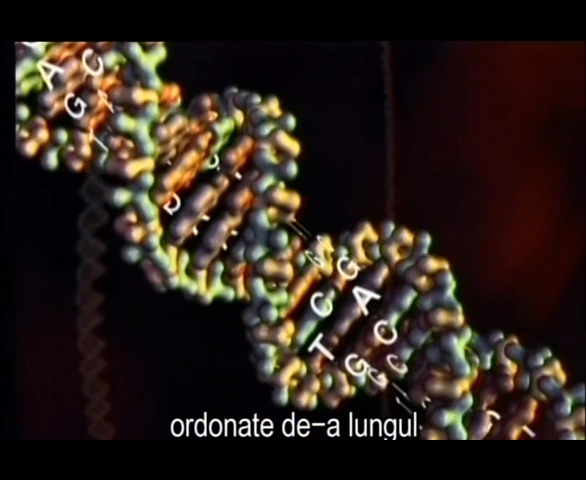 A C
G T
G
C A
T C
G C
G
ordonate de–a lungul